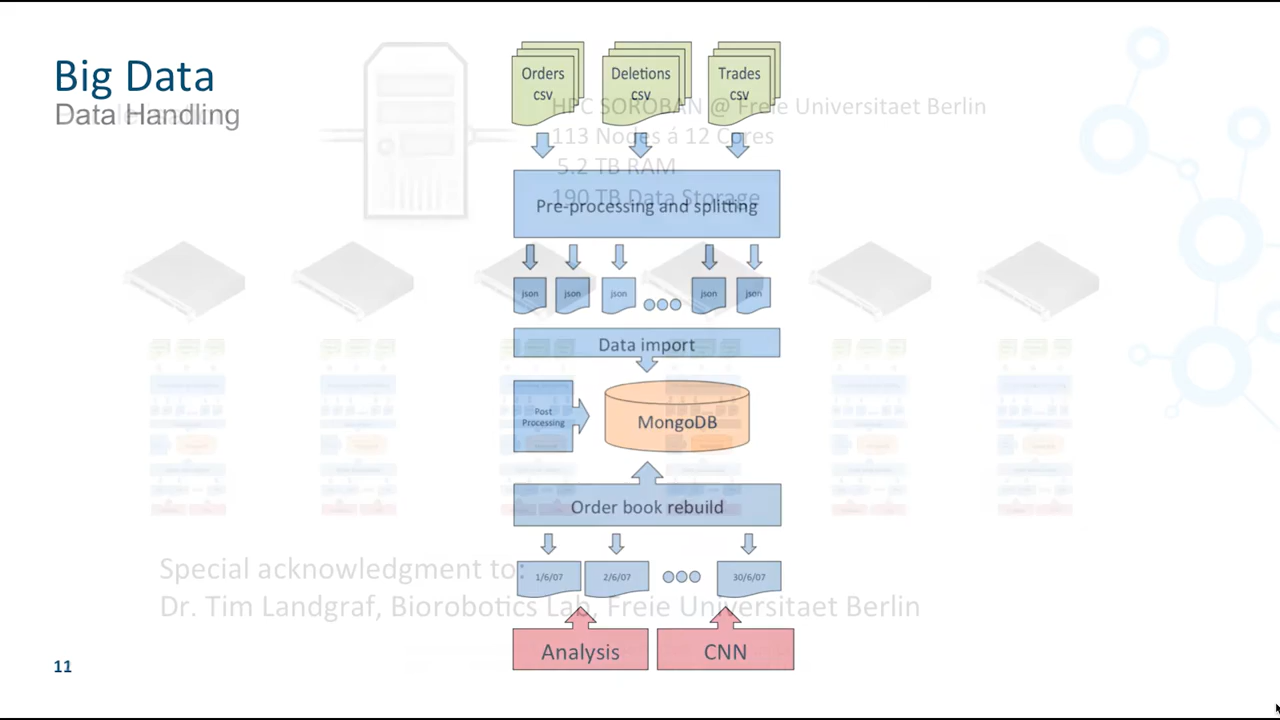 Big Data
Data Handling
Orders
csv
Deletions
csv
Trades
csv
HPC SOROBAN @ Freie Universitaet Berlin
113 Nodes á 12 Cores
5.2 TB RAM
190 TB Data Storage
Pre-processing and splitting
json
json
json
json
json
Data import
Post
Processing
MongoDB
Order book rebuild
1/6/07
2/6/07
30/6/07
Special acknowledgment to:
Dr. Tim Landgraf, Biorobotics Lab, Freie Universitaet Berlin
Analysis
CNN
11